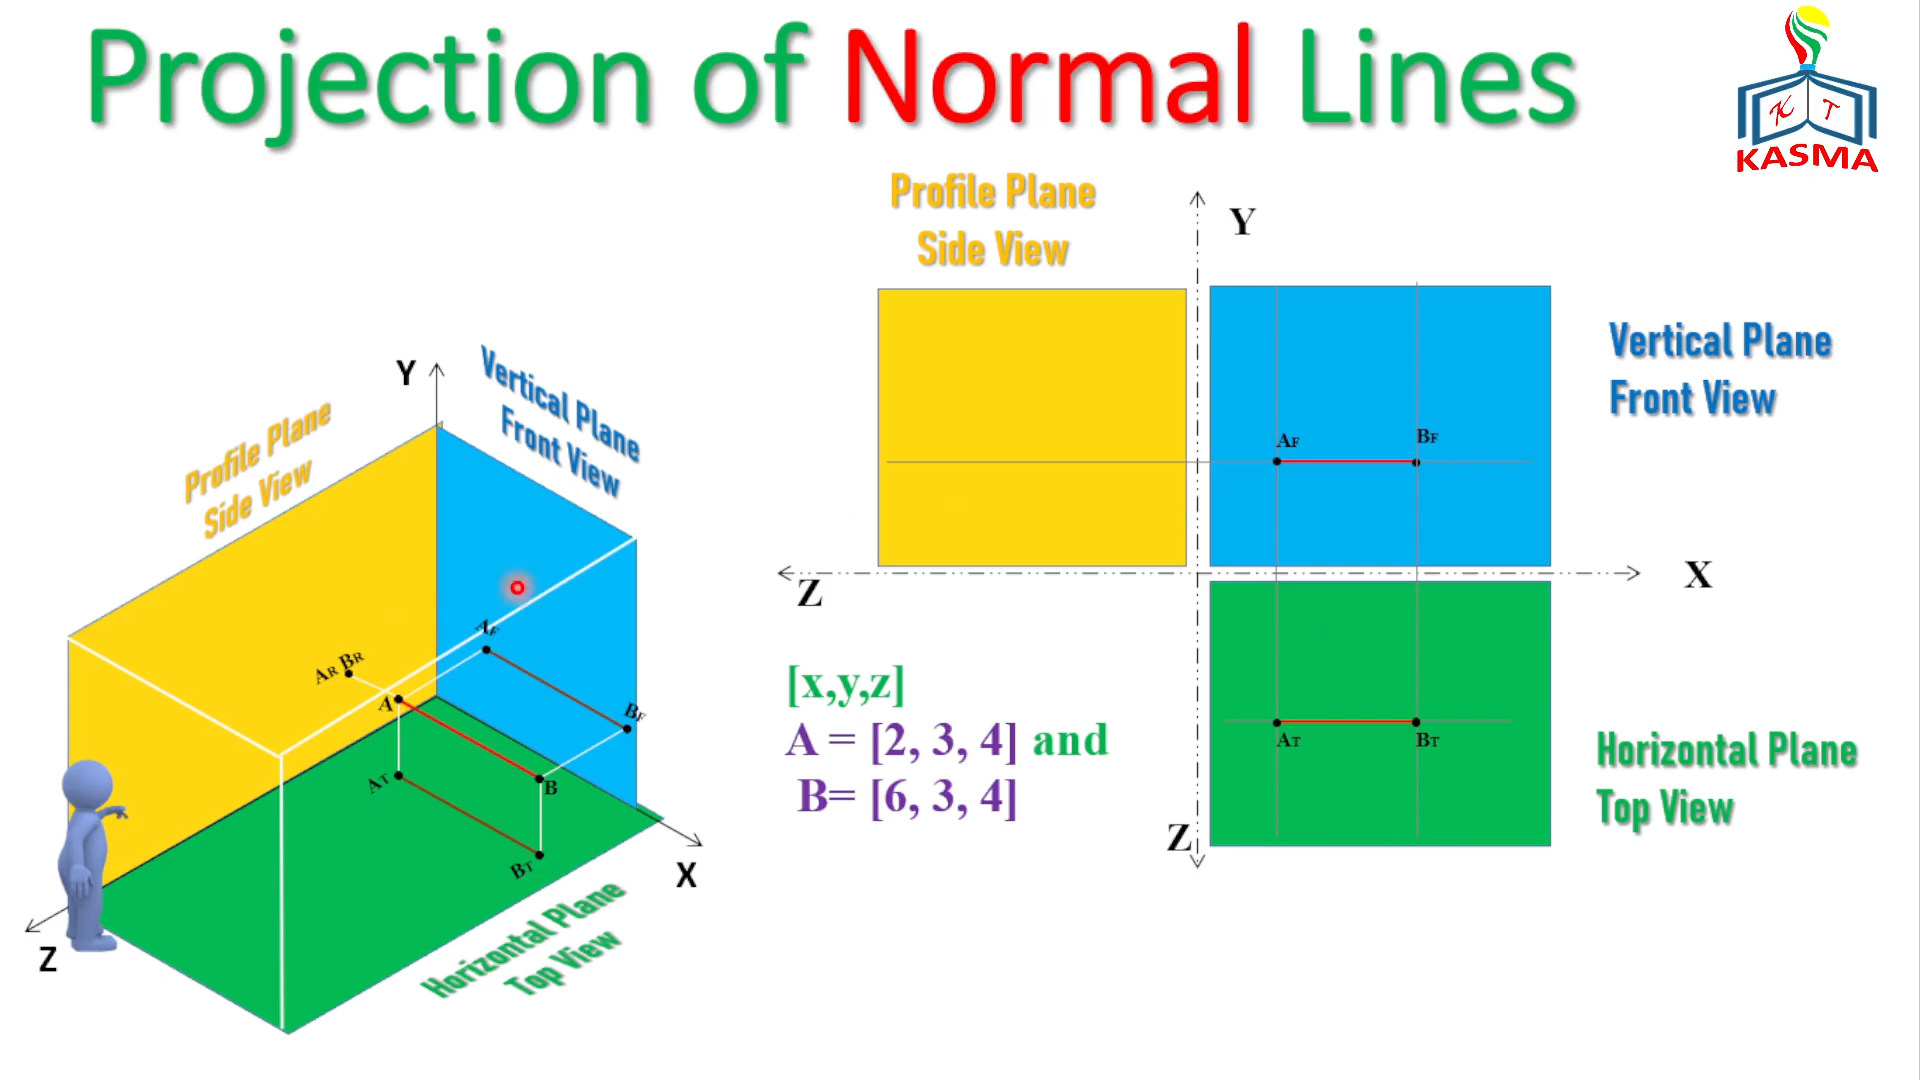 Projection of Normal Lines
K T
KASMA
Profile Plane
Side View
Y
Vertical Plane
Front View
AF
BF
Z
X
[x,y,z]
A = [2, 3, 4] and
B= [6, 3, 4]
AT
BT
Horizontal Plane
Top View
Z
Y
Vertical Plane
Front View
Profile Plane
Side View
AF
AR BR
A
BF
AT
B
BT
X
Z
Horizontal Plane
Top View